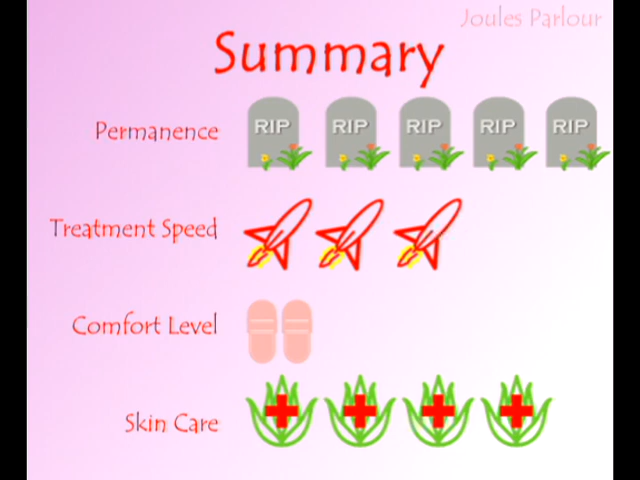 Joules Parlour
Summary
Permanence
RIP RIP RIP RIP RIP
Treatment Speed
Comfort Level
Skin Care